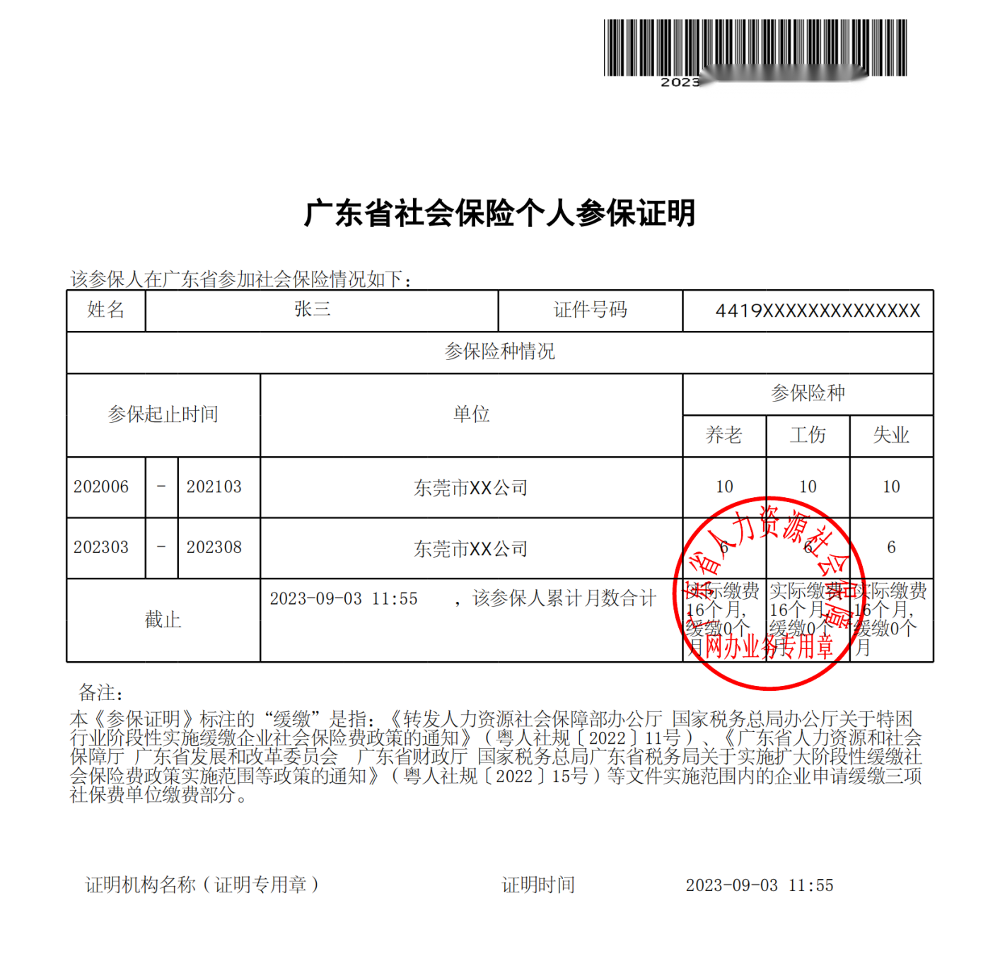 2023
广东省社会保险个人参保证明
该参保人在广东省参加社会保险情况如下：
姓名 张三 证件号码 4419XXXXXXXXXXXXXX
参保险种情况
参保起止时间 单位 参保险种
养老 工伤 失业
202006 - 202103 东莞市XX公司 10 10 10
202303 - 202308 东莞市XX公司 6 6 6
截止 2023-09-03 11:55 ，该参保人累计月数合计
实际缴费
16个月,
缓缴0个
月
实际缴费
16个月,
缓缴0个
月
实际缴费
16个月,
缓缴0个
月
广东省人力资源社会保障
网办业务专用章
备注：
本《参保证明》标注的“缓缴”是指：《转发人力资源社会保障部办公厅 国家税务总局办公厅关于特困
行业阶段性实施缓缴企业社会保险费政策的通知》（粤人社规〔2022〕11号）、《广东省人力资源和社会
保障厅 广东省发展和改革委员会 广东省财政厅 国家税务总局广东省税务局关于实施扩大阶段性缓缴社
会保险费政策实施范围等政策的通知》（粤人社规〔2022〕15号）等文件实施范围内的企业申请缓缴三项
社保费单位缴费部分。
证明机构名称（证明专用章） 证明时间 2023-09-03 11:55